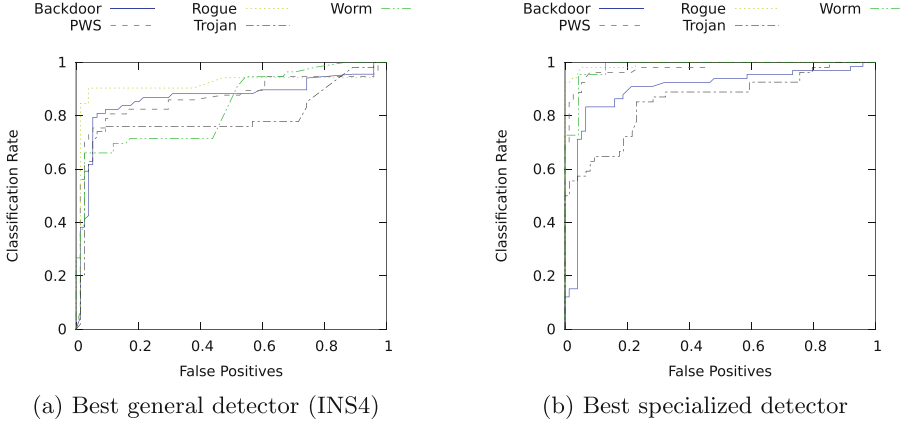 Backdoor Rogue Worm
PWS Trojan
1
0.8
0.6
0.4
0.2
0
Classification Rate
0 0.2 0.4 0.6 0.8 1
False Positives
(a) Best general detector (INS4)
Backdoor Rogue Worm
PWS Trojan
1
0.8
0.6
0.4
0.2
0
Classification Rate
0 0.2 0.4 0.6 0.8 1
False Positives
(b) Best specialized detector